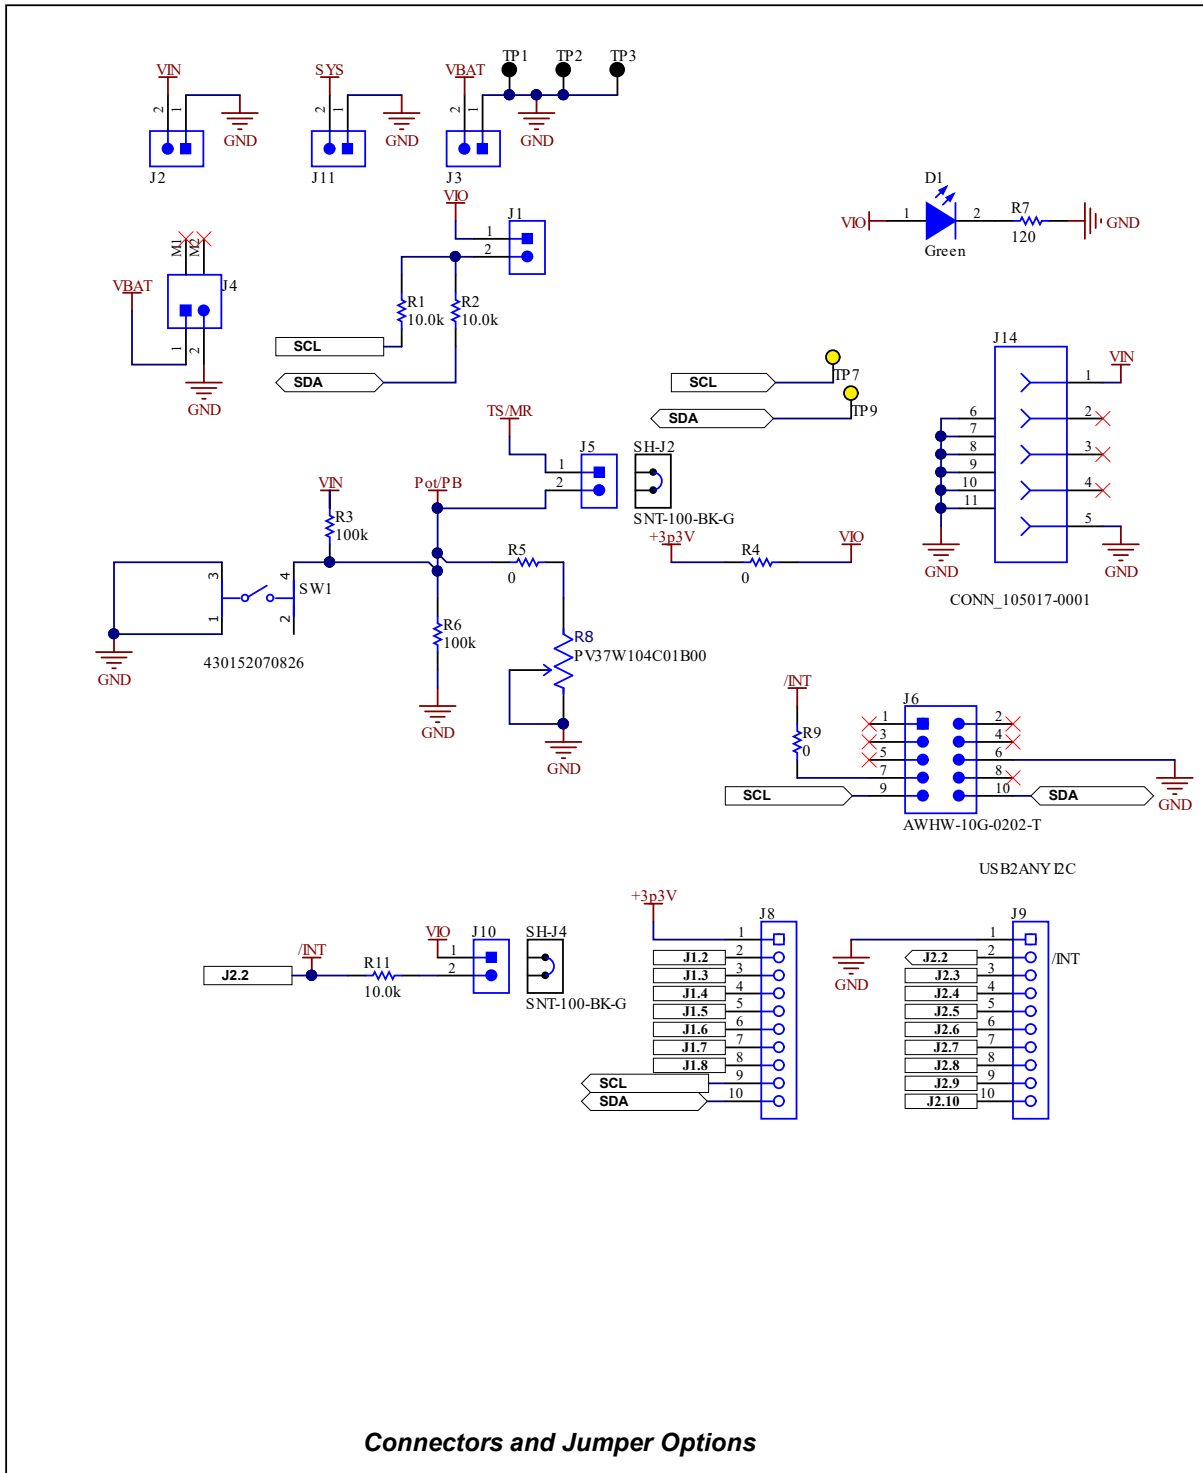 TP1 TP2 TP3
VIN SYS VBAT
2 1 2 1 2 1
GND GND GND
J2 J11 J3
VIO J1
1
2
D1
VIO 1 2 R7 GND
Green 120
M1 M2
VBAT J4
1 2
GND
R1 R2
10.0k 10.0k
SCL
SDA
SCL TP7
SDA TP9
J14
VIN
1
2
3
4
5
6
7
8
9
10
11
GND GND
CONN_105017-0001
TS/MR
J5 SH-J2
1
2
SNT-100-BK-G
VIN Pot/PB
R3
100k
+3p3V R4 VIO
0
R5
0
3 4
SW1
1 2
GND
430152070826
R6
100k
GND
R8
PV37W104C01B00
GND
/INT
R9
0
J6
1 2
3 4
5 6
7 8
9 10
SCL SDA
GND
AWHW-10G-0202-T
USB2ANY I2C
/INT VIO J10 SH-J4
J2.2 R11 1
10.0k 2
SNT-100-BK-G
+3p3V J8
1
J1.2 2
J1.3 3
J1.4 4
J1.5 5
J1.6 6
J1.7 7
J1.8 8
SCL 9
SDA 10
J9
GND 1
J2.2 2 /INT
J2.3 3
J2.4 4
J2.5 5
J2.6 6
J2.7 7
J2.8 8
J2.9 9
J2.10 10
Connectors and Jumper Options